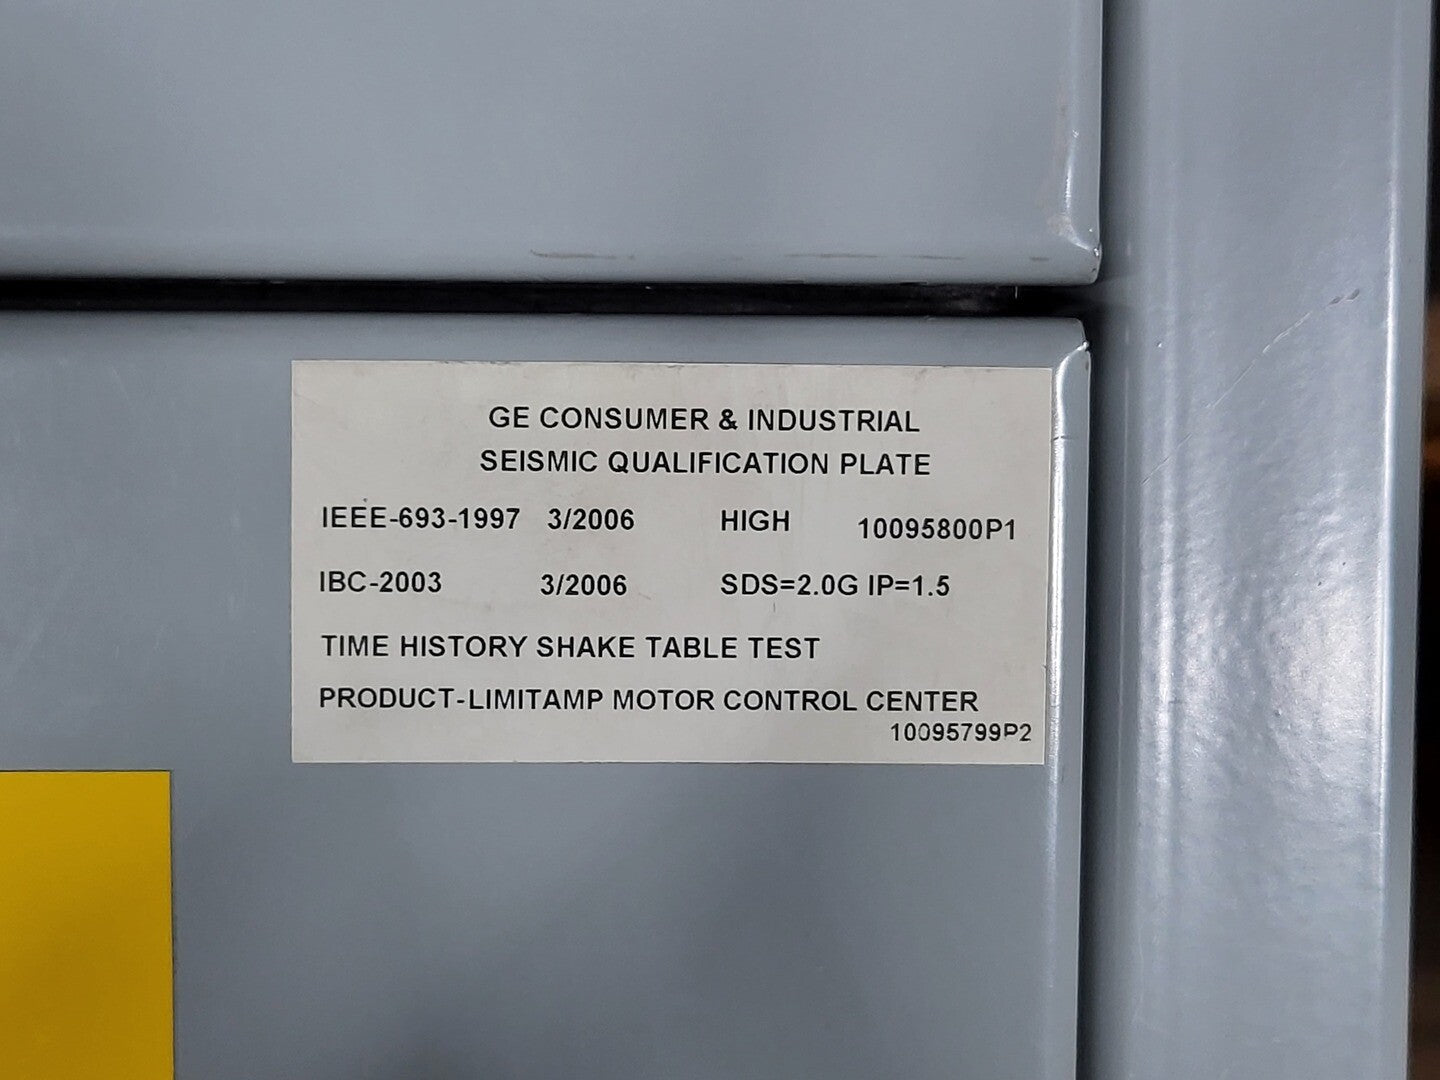 GE CONSUMER & INDUSTRIAL
SEISMIC QUALIFICATION PLATE
IEEE-693-1997 3/2006 HIGH 10095800P1
IBC-2003 3/2006 SDS=2.0G IP=1.5
TIME HISTORY SHAKE TABLE TEST
PRODUCT-LIMITAMP MOTOR CONTROL CENTER
10095799P2